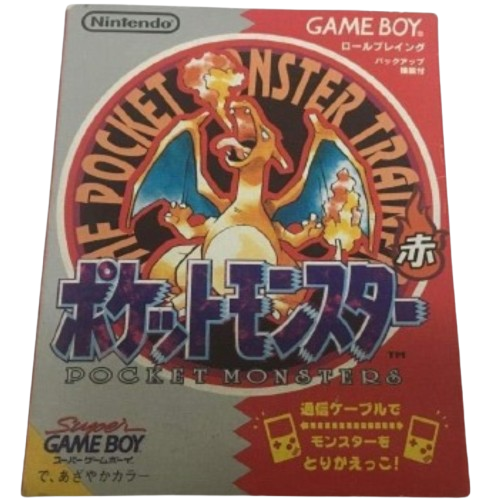 Nintendo
GAME BOY
ロールプレイング
バックアップ
機能付
THE POCKET MONSTER TRAINE
赤
ポケットモンスター
TM
POCKET MONSTERS
Super
GAME BOY
スーパーゲームボーイ
で、あざやかカラー
通信ケーブルで
モンスターを
とりかえっこ!